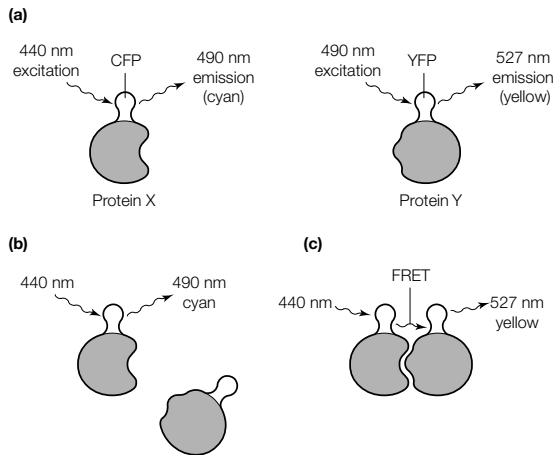 (a)
440 nm
excitation
CFP
490 nm
emission
(cyan)
Protein X
490 nm
excitation
YFP
527 nm
emission
(yellow)
Protein Y
(b)
440 nm
490 nm
cyan
(c)
FRET
440 nm
527 nm
yellow